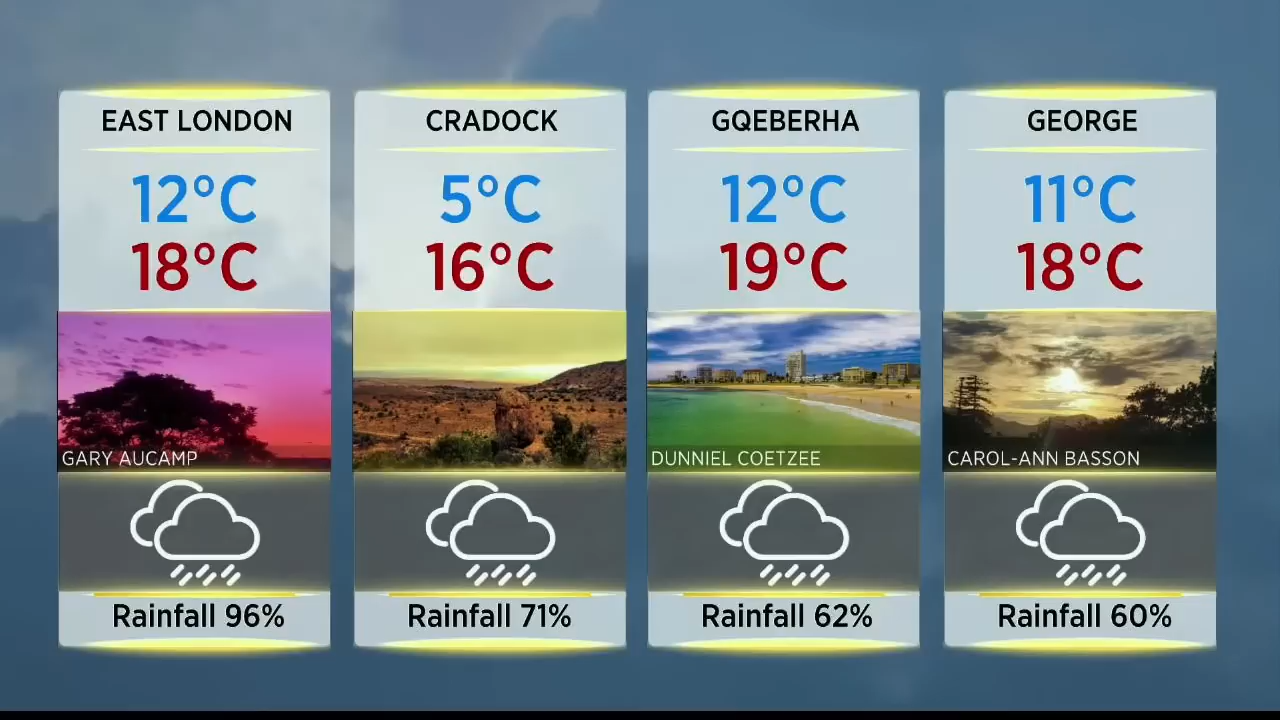 EAST LONDON
12°C
18°C
GARY AUCAMP
Rainfall 96%
CRADOCK
5°C
16°C
Rainfall 71%
GQEBERHA
12°C
19°C
DUNNIEL COETZEE
Rainfall 62%
GEORGE
11°C
18°C
CAROL-ANN BASSON
Rainfall 60%